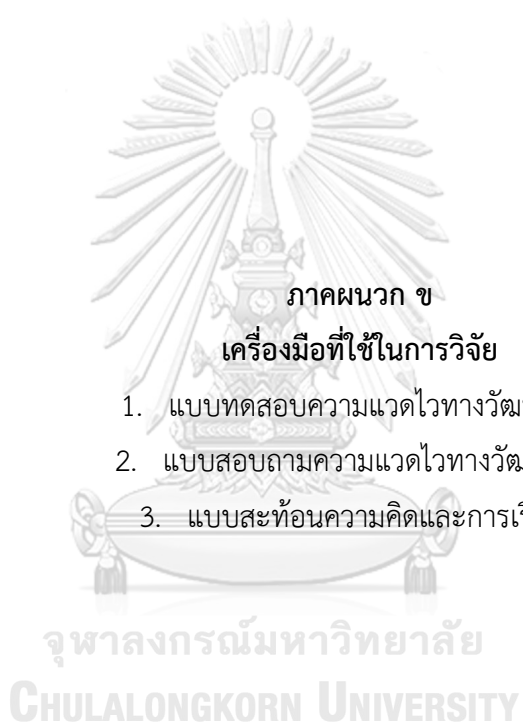 ภาคผนวก ข
เครื่องมือที่ใช้ในการวิจัย
1. แบบทดสอบความแวดไวทางวัฒ
2. แบบสอบถามความแวดไวทางวัฒ
3. แบบสะท้อนความคิดและการเรี
จุฬาลงกรณ์มหาวิทยาลัย
CHULALONGKORN UNIVERSITY